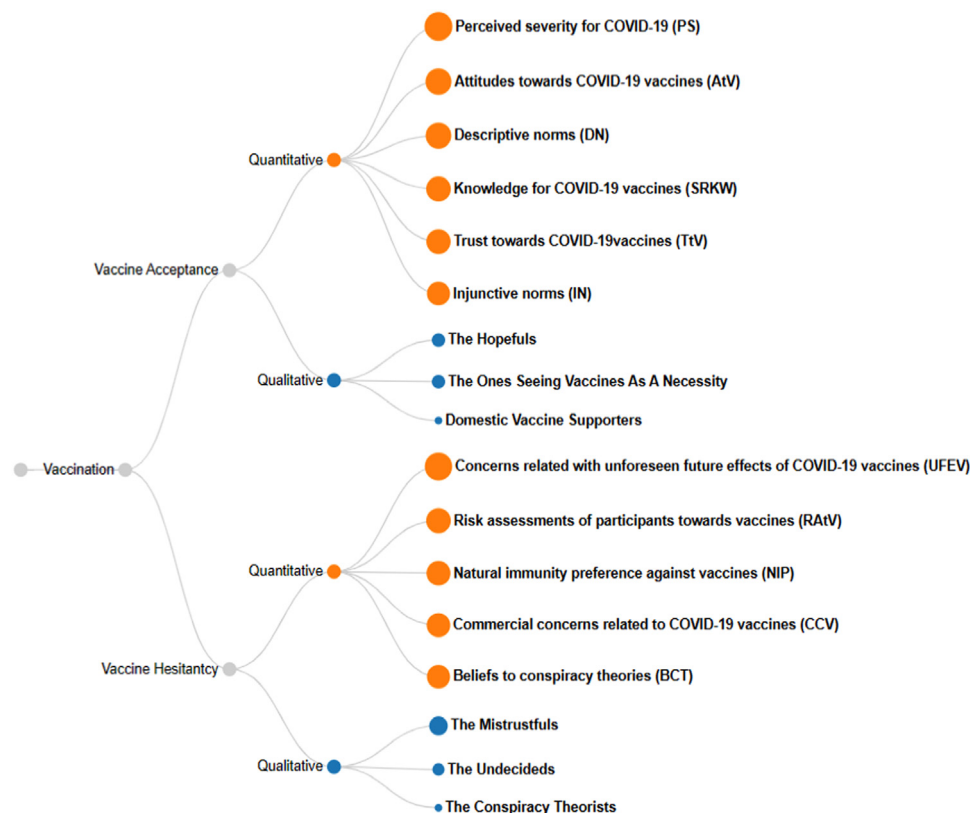 Perceived severity for COVID-19 (PS)
Attitudes towards COVID-19 vaccines (AtV)
Descriptive norms (DN)
Quantitative
Knowledge for COVID-19 vaccines (SRKW)
Trust towards COVID-19vaccines (TtV)
Vaccine Acceptance
Injunctive norms (IN)
The Hopefuls
Qualitative
The Ones Seeing Vaccines As A Necessity
Domestic Vaccine Supporters
Vaccination
Concerns related with unforeseen future effects of COVID-19 vaccines (UFEV)
Risk assessments of participants towards vaccines (RAtV)
Quantitative
Natural immunity preference against vaccines (NIP)
Commercial concerns related to COVID-19 vaccines (CCV)
Vaccine Hesitantcy
Beliefs to conspiracy theories (BCT)
The Mistrustfuls
Qualitative
The Undecideds
The Conspiracy Theorists